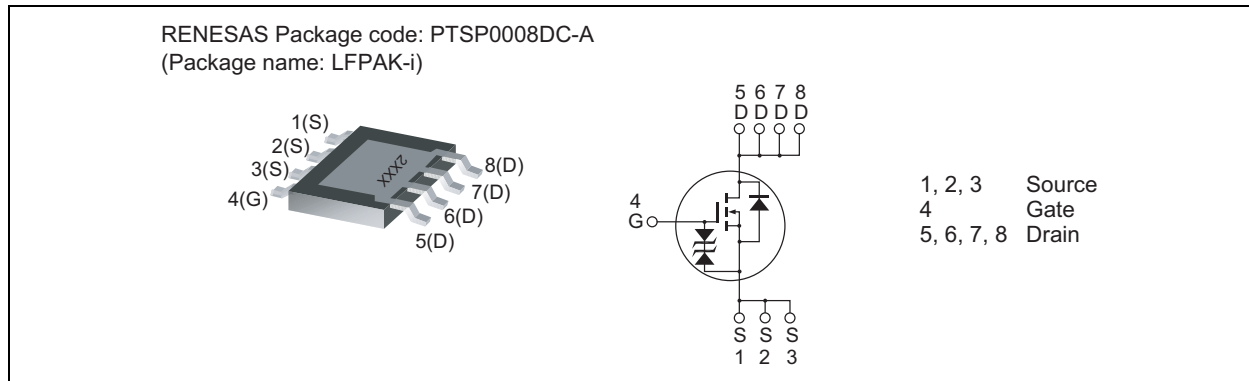 RENESAS Package code: PTSP0008DC-A
(Package name: LFPAK-i)
1(S)
2(S)
3(S)
4(G)
2XXX
8(D)
7(D)
6(D)
5(D)
5 6 7 8
D D D D
4
G
S S S
1 2 3
1, 2, 3 Source
4 Gate
5, 6, 7, 8 Drain